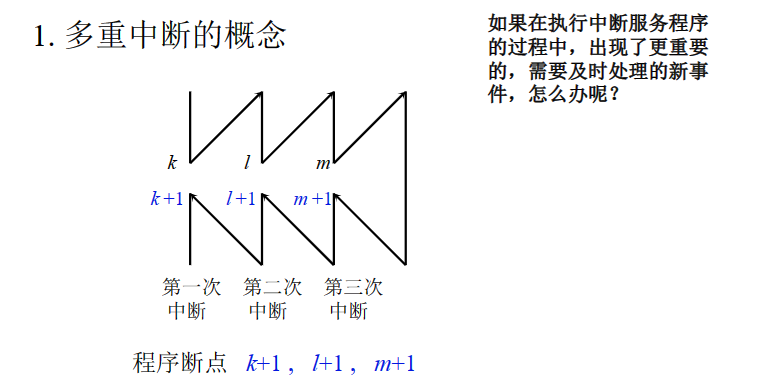 1. 多重中断的概念
如果在执行中断服务程序
的过程中，出现了更重要
的，需要及时处理的新事
件，怎么办呢？
k l m
k+1 l+1 m+1
第一次 第二次 第三次
中断 中断 中断
程序断点 k+1 , l+1 , m+1